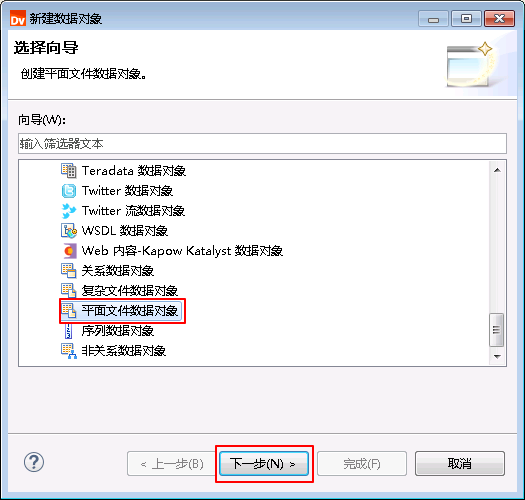 Dv 新建数据对象
选择向导
创建平面文件数据对象。
向导(W):
输入筛选器文本
Teradata 数据对象
Twitter 数据对象
Twitter 流数据对象
WSDL 数据对象
Web 内容-Kapow Katalyst 数据对象
关系数据对象
复杂文件数据对象
平面文件数据对象
序列数据对象
非关系数据对象
? < 上一步(B) 下一步(N) > 完成(F) 取消